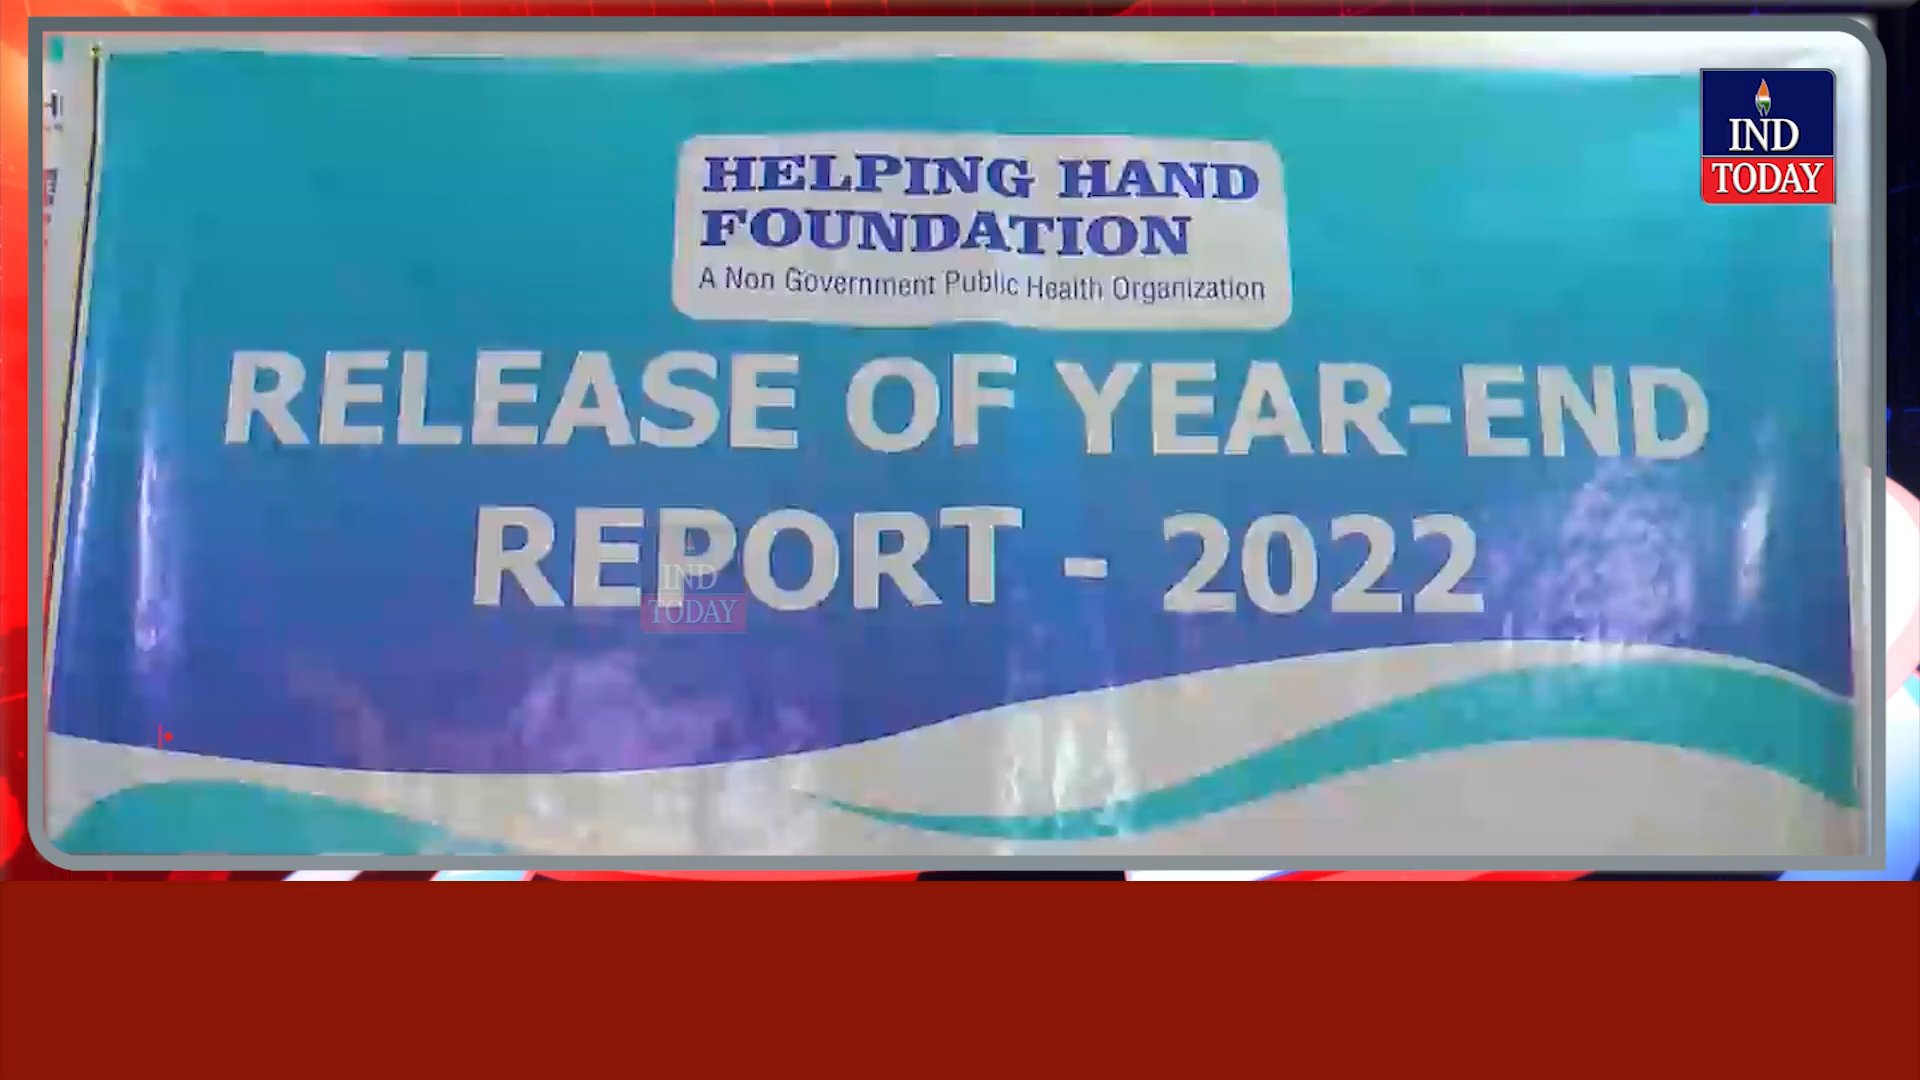 IND
TODAY
HELPING HAND
FOUNDATION
A Non Government Public Health Organization
RELEASE OF YEAR-END
REPORT - 2022
IND
TODAY